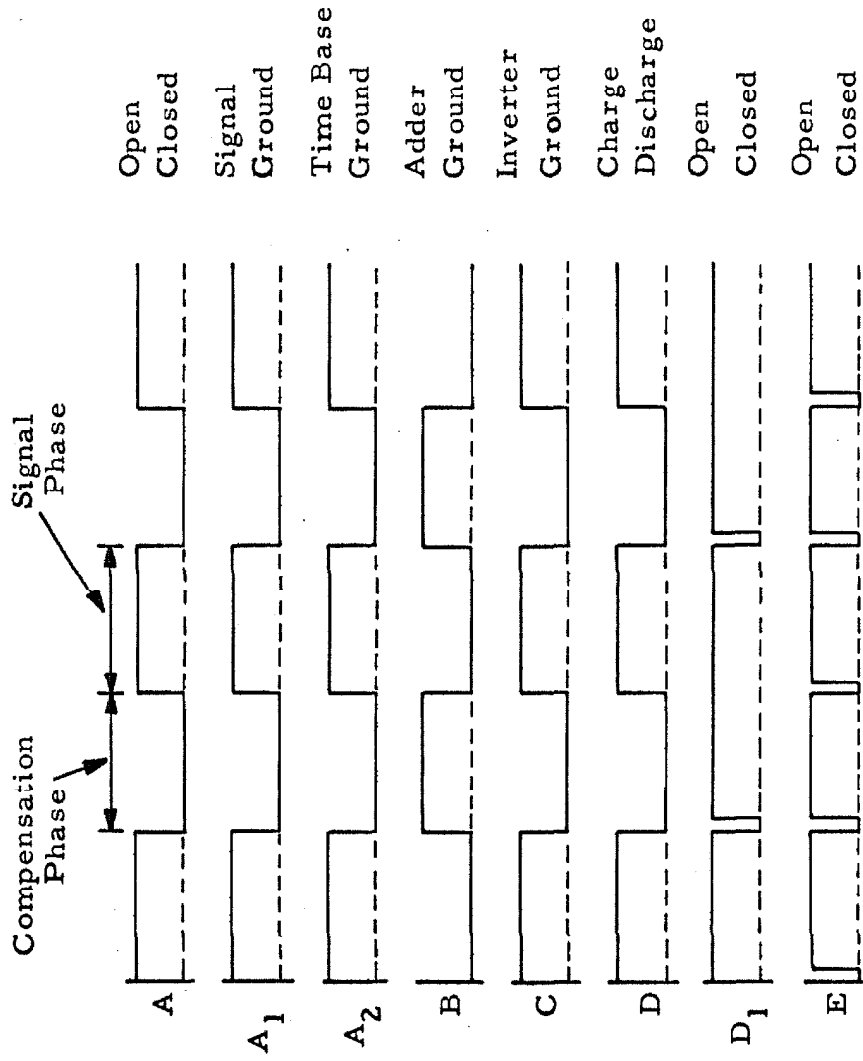 Compensation
Phase
Signal
Phase
A
Open
Closed
A1
Signal
Ground
A2
Time Base
Ground
B
Adder
Ground
C
Inverter
Ground
D
Charge
Discharge
D1
Open
Closed
E
Open
Closed